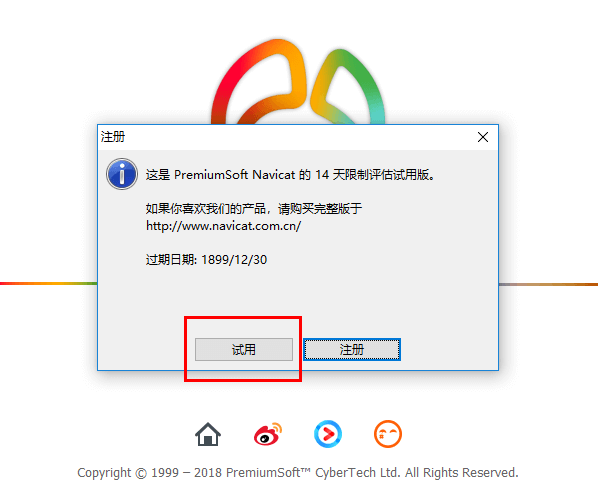 注册
这是 PremiumSoft Navicat 的 14 天限制评估试用版。
如果你喜欢我们的产品，请购买完整版于
http://www.navicat.com.cn/
过期日期: 1899/12/30
试用
注册
Copyright © 1999 – 2018 PremiumSoft™ CyberTech Ltd. All Rights Reserved.